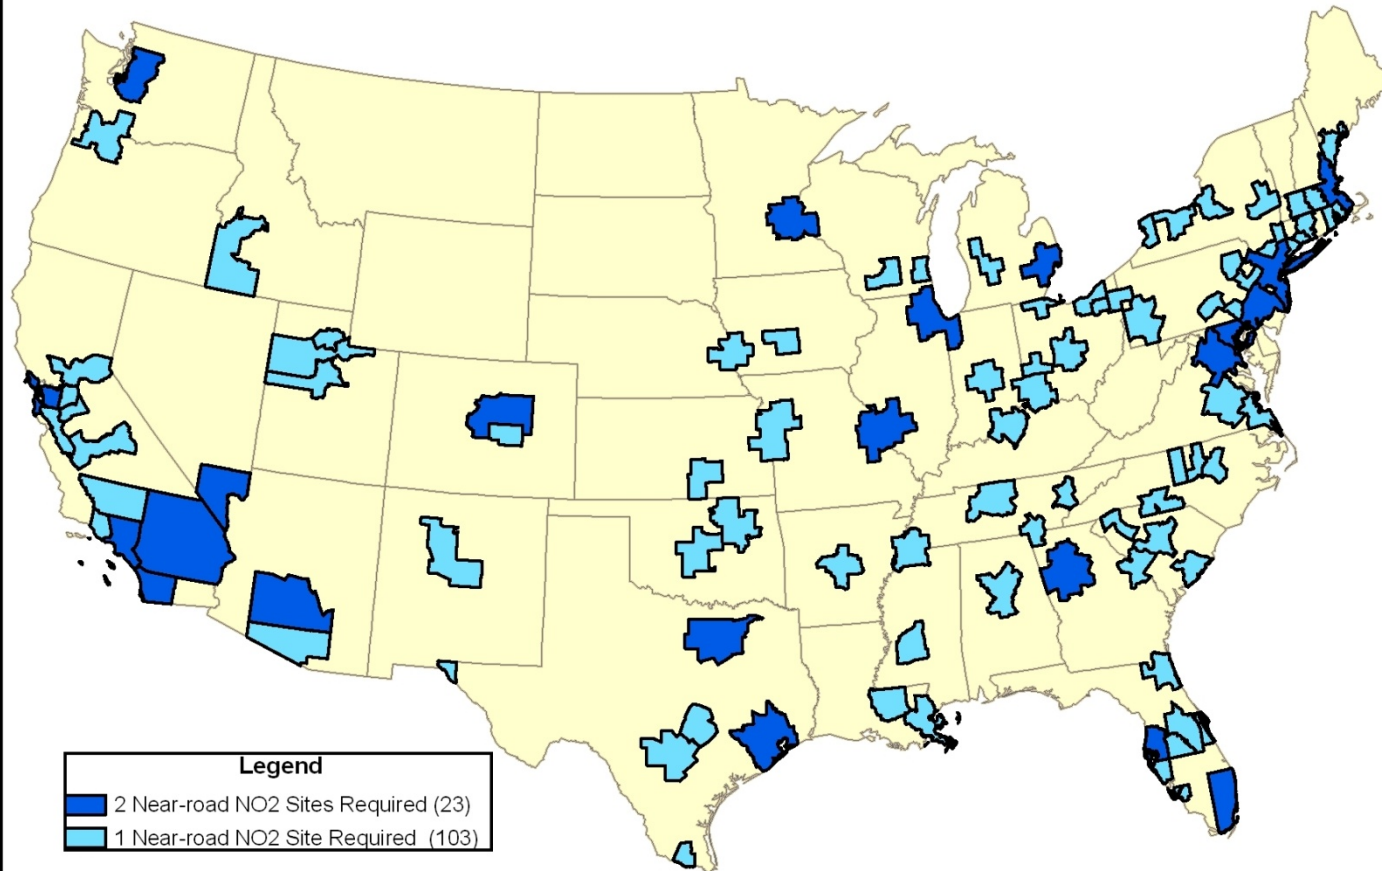 Legend
2 Near-road NO2 Sites Required (23)
1 Near-road NO2 Site Required (103)